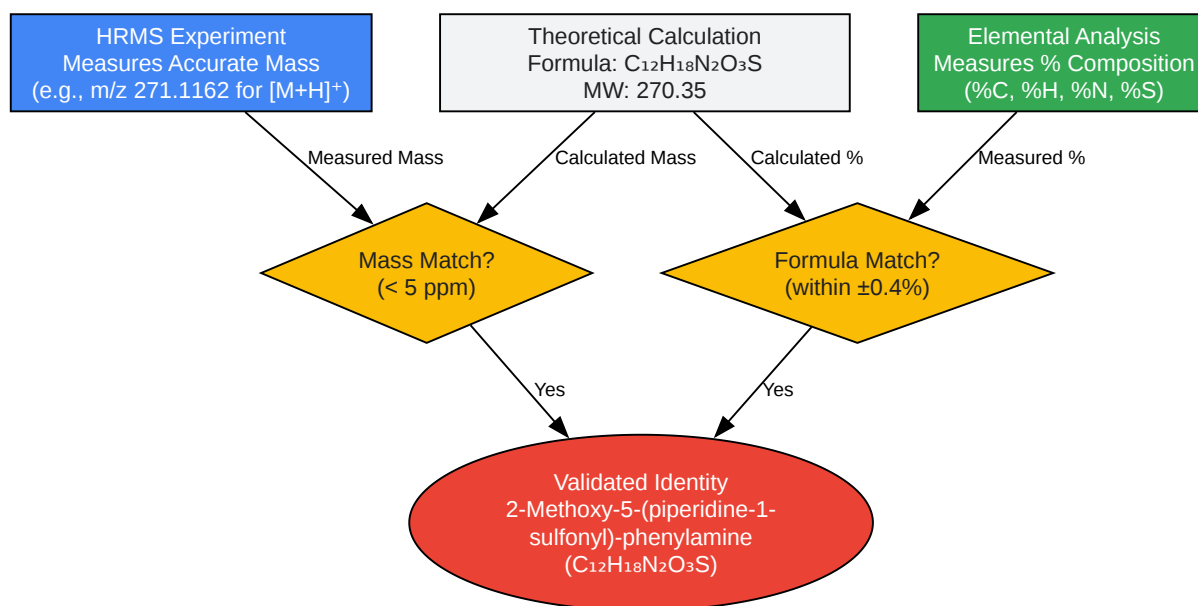 HRMS Experiment
Measures Accurate Mass
(e.g., m/z 271.1162 for [M+H]⁺)
Theoretical Calculation
Formula: C₁₂H₁₈N₂O₃S
MW: 270.35
Elemental Analysis
Measures % Composition
(%C, %H, %N, %S)
Measured Mass
Calculated Mass
Calculated %
Measured %
Mass Match?
(< 5 ppm)
Formula Match?
(within ±0.4%)
Yes
Yes
Validated Identity
2-Methoxy-5-(piperidine-1-
sulfonyl)-phenylamine
(C₁₂H₁₈N₂O₃S)